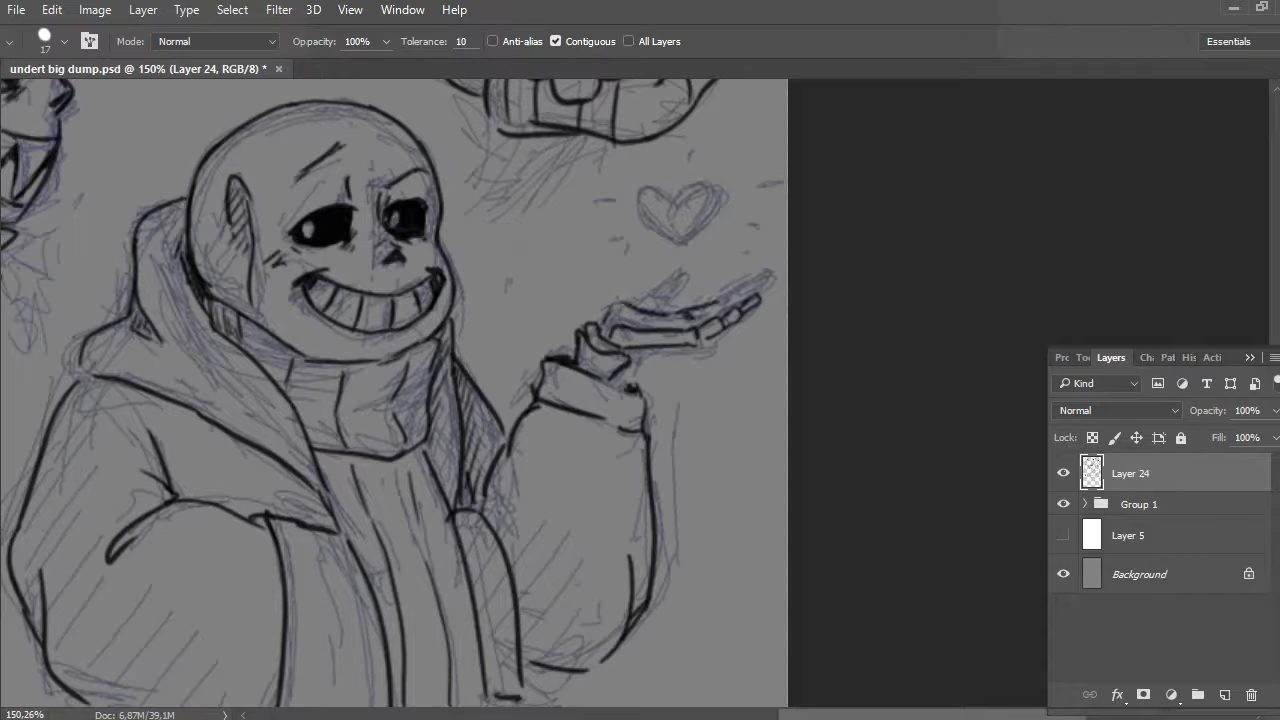 File Edit Image Layer Type Select Filter 3D View Window Help
17 Mode: Normal Opacity: 100% Tolerance: 10 Anti-alias Contiguous All Layers Essentials
undert big dump.psd @ 150% (Layer 24, RGB/8) * ×
Pr To Layers Ch Pat His Acti
Kind
Normal Opacity: 100%
Lock: Fill: 100%
Layer 24
Group 1
Layer 5
Background
fx
150,26% Doc: 6,87M/39,1M